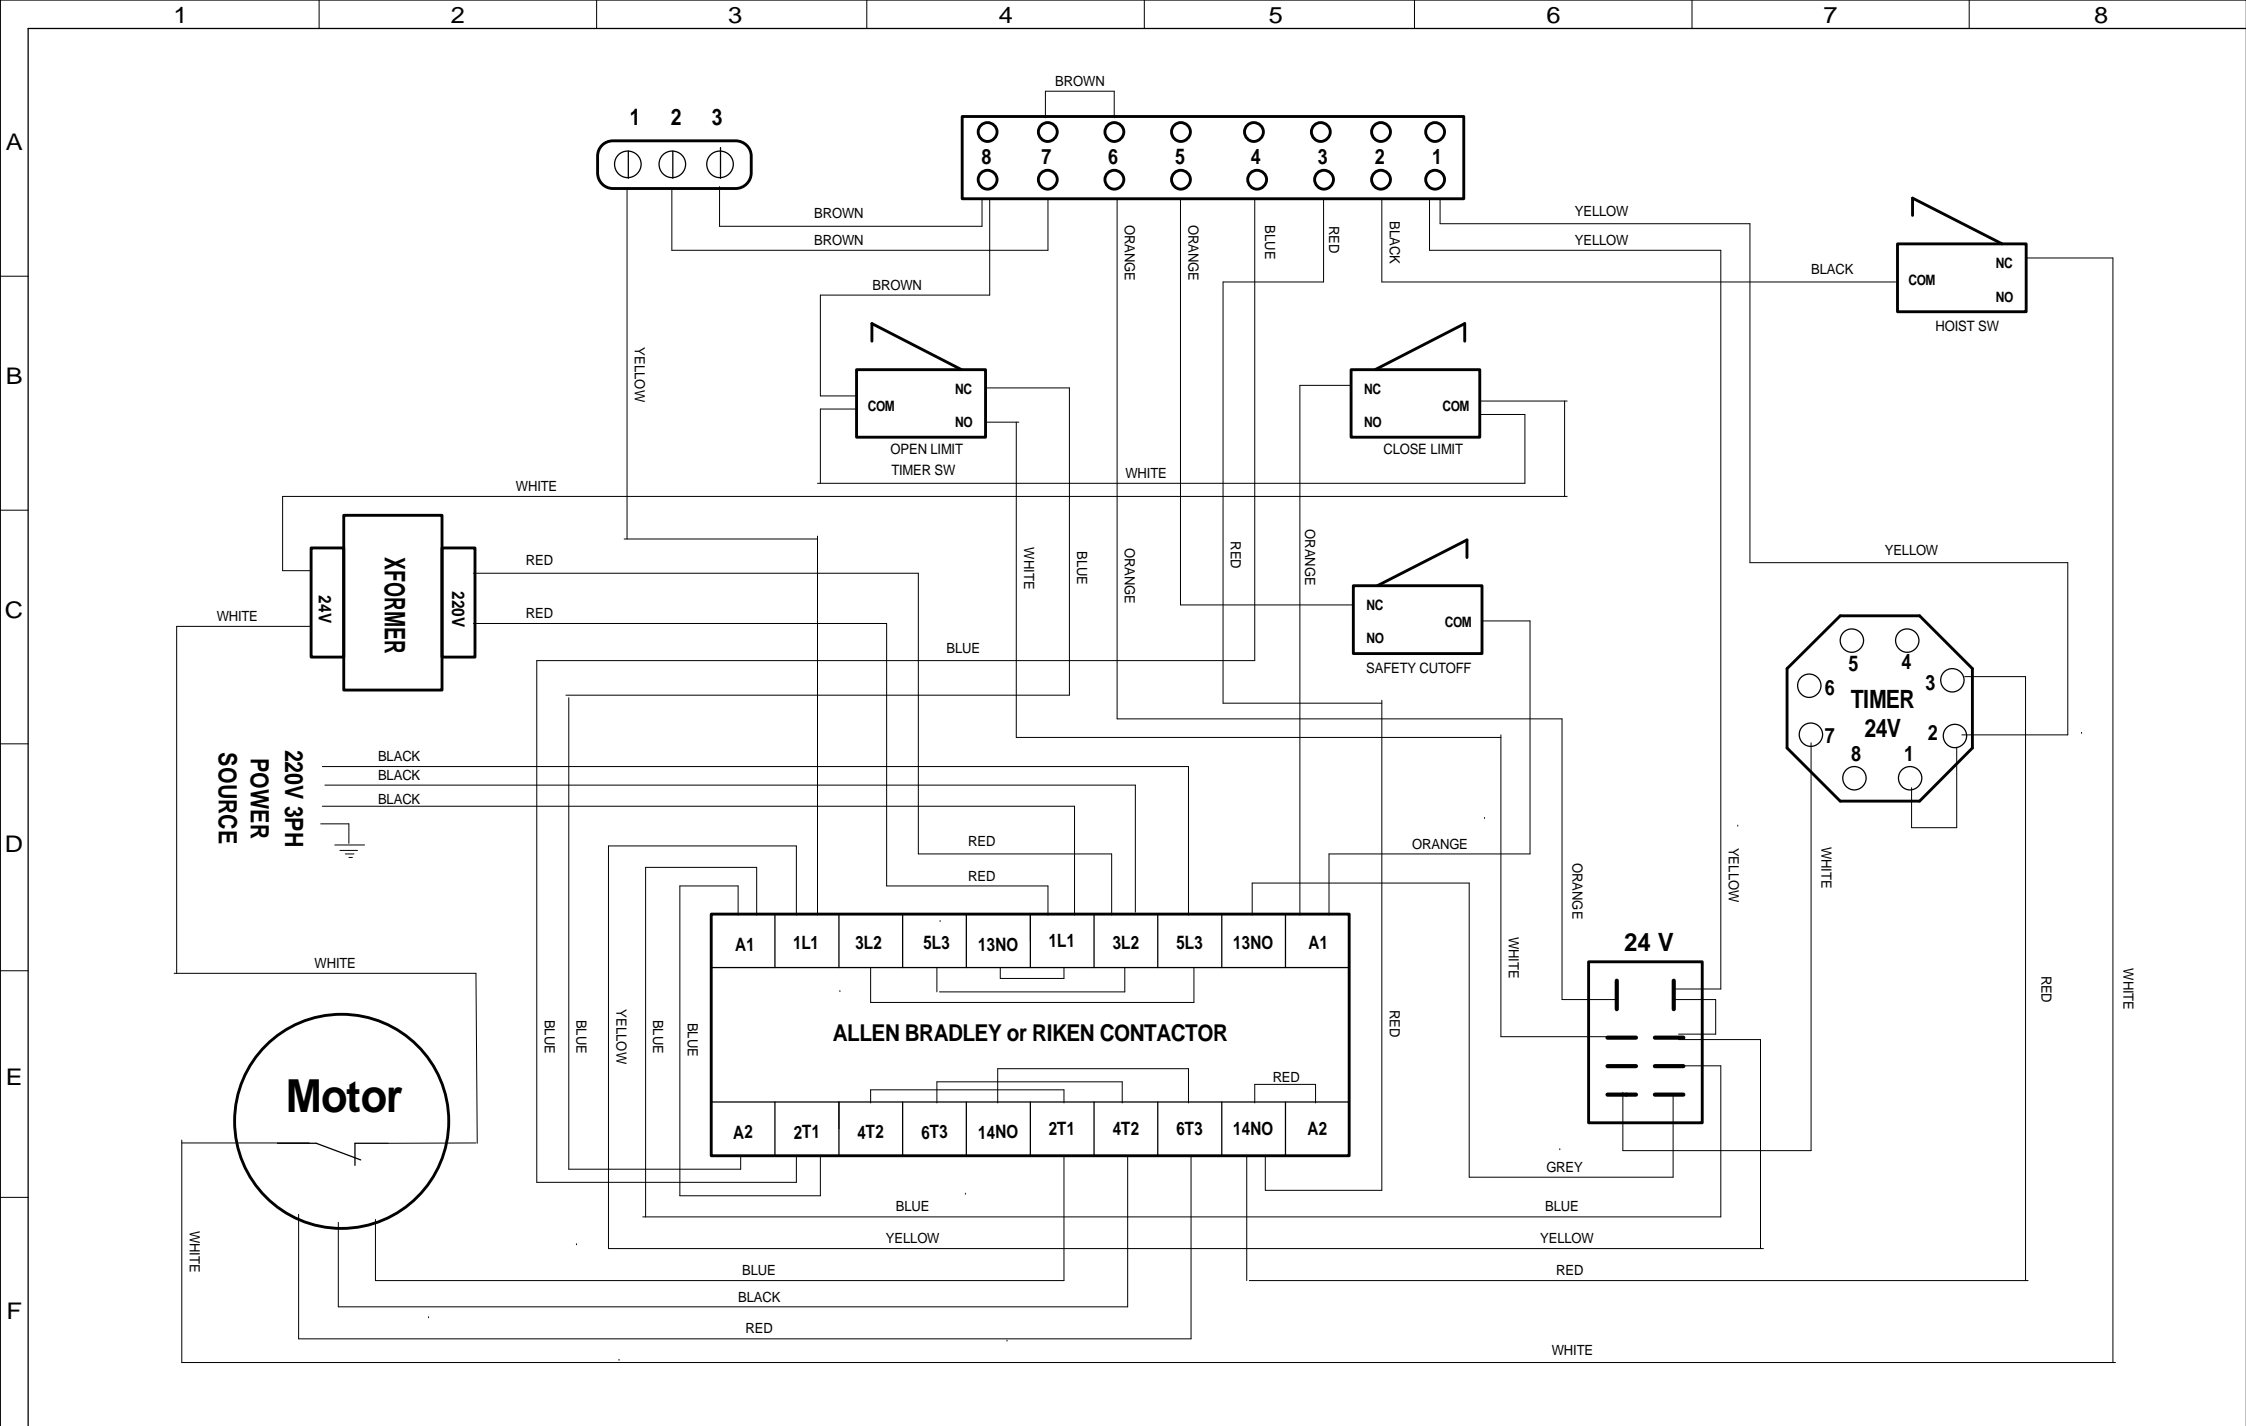 1 2 3 4 5 6 7 8
A
B
C
D
E
F
BROWN
1 2 3
8 7 6 5 4 3 2 1
BROWN
BROWN
BROWN
ORANGE
ORANGE
BLUE
RED
BLACK
YELLOW
YELLOW
BLACK
COM
NC
NO
HOIST SW
YELLOW
COM
NC
NO
OPEN LIMIT
TIMER SW
NC
NO
COM
CLOSE LIMIT
WHITE
WHITE
XFORMER
24V
220V
RED
RED
WHITE
WHITE
BLUE
ORANGE
RED
ORANGE
NC
NO
COM
SAFETY CUTOFF
YELLOW
BLUE
5 4
6 3
TIMER
24V
7 2
8 1
220V 3PH
POWER
SOURCE
BLACK
BLACK
BLACK
RED
RED
ORANGE
ORANGE
YELLOW
WHITE
WHITE
24 V
WHITE
A1 1L1 3L2 5L3 13NO 1L1 3L2 5L3 13NO A1
ALLEN BRADLEY or RIKEN CONTACTOR
RED
A2 2T1 4T2 6T3 14NO 2T1 4T2 6T3 14NO A2
BLUE
BLUE
YELLOW
BLUE
BLUE
RED
RED
WHITE
Motor
GREY
BLUE
BLUE
YELLOW
YELLOW
WHITE
BLUE
RED
BLACK
RED
WHITE